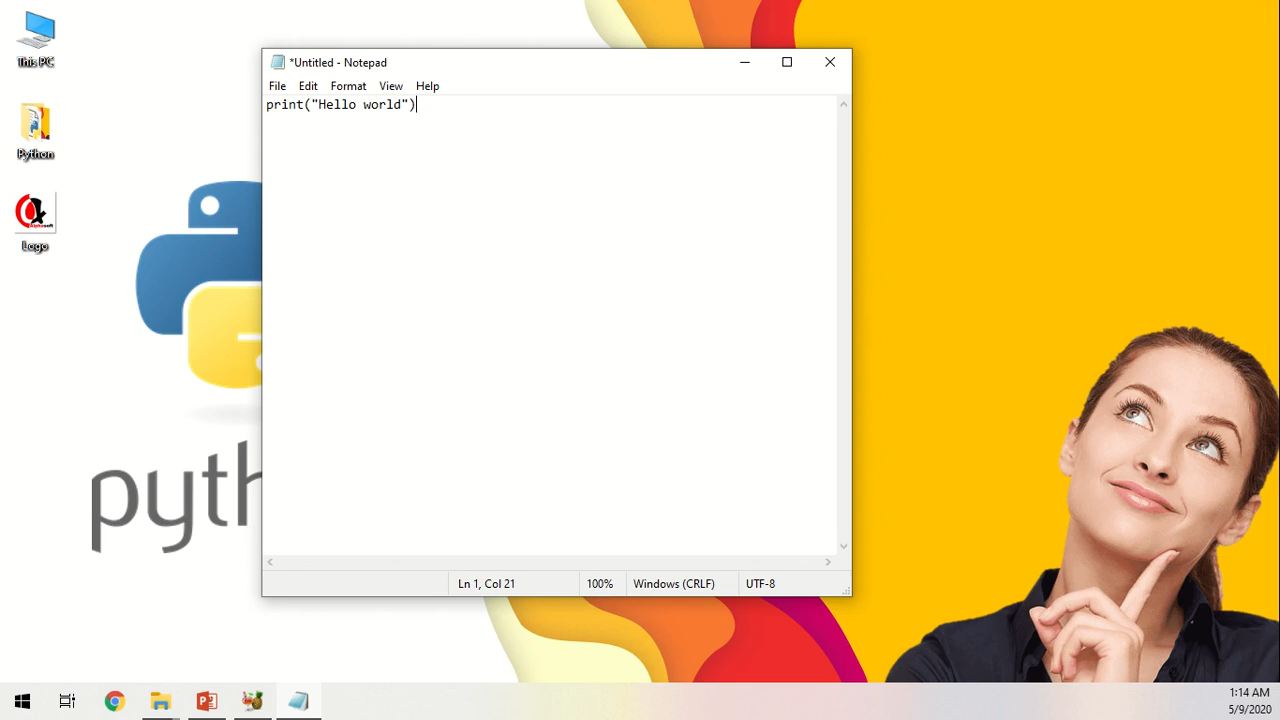 This PC
Python
Alphasoft
Logo
*Untitled - Notepad
File Edit Format View Help
print("Hello world")
pyth
Ln 1, Col 21 100% Windows (CRLF) UTF-8
1:14 AM
5/9/2020